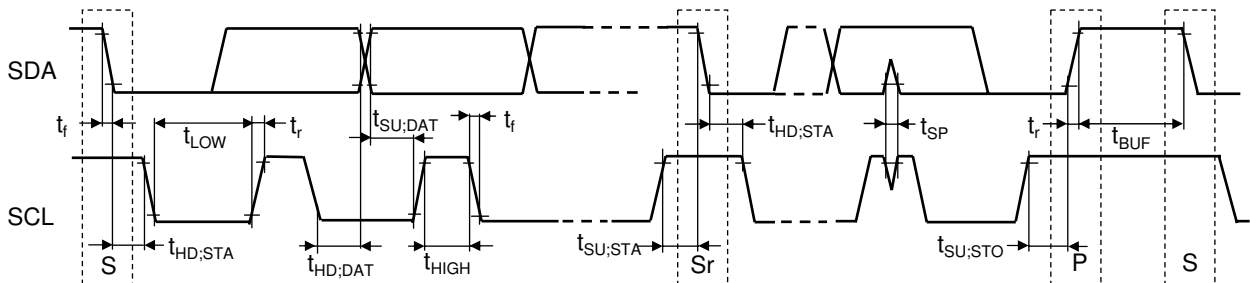 SDA
t_f
t_LOW
t_r
t_SU;DAT
t_f
t_HD;STA
t_SP
t_r
t_BUF
SCL
S
t_HD;STA
t_HD;DAT
t_HIGH
t_SU;STA
Sr
t_SU;STO
P
S